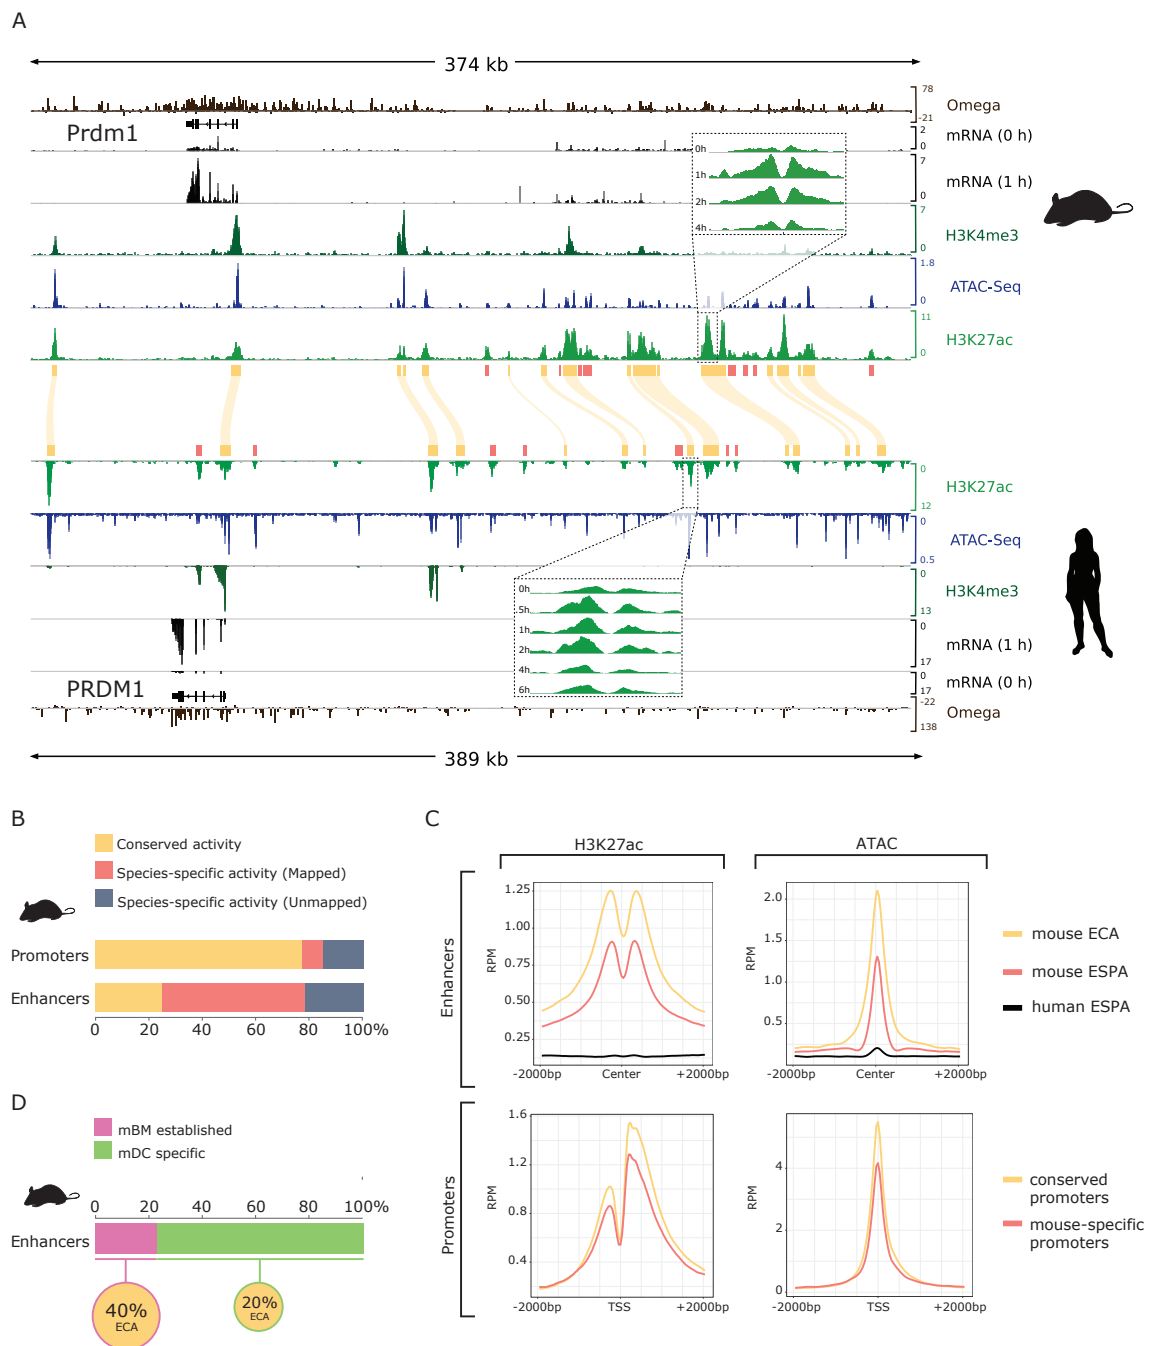 A
374 kb
78
-21
Omega
Prdm1
2
0
mRNA (0 h)
7
0
mRNA (1 h)
0h
1h
2h
4h
7
0
H3K4me3
1.8
0
ATAC-Seq
11
0
H3K27ac
0
12
H3K27ac
0
0.5
ATAC-Seq
0
13
H3K4me3
0h
5h
1h
2h
4h
6h
0
17
mRNA (1 h)
0
17
mRNA (0 h)
PRDM1
-22
138
Omega
389 kb
B
Conserved activity
Species-specific activity (Mapped)
Species-specific activity (Unmapped)
Promoters
Enhancers
0 20 40 60 80 100%
C
H3K27ac
ATAC
Enhancers
RPM
1.25
1.00
0.75
0.50
0.25
-2000bp Center +2000bp
RPM
2.0
1.5
1.0
0.5
-2000bp Center +2000bp
mouse ECA
mouse ESPA
human ESPA
Promoters
RPM
1.6
1.2
0.8
0.4
-2000bp TSS +2000bp
RPM
4
2
0
-2000bp TSS +2000bp
conserved
promoters
mouse-specific
promoters
D
mBM established
mDC specific
0 20 40 60 80 100%
Enhancers
40%
ECA
20%
ECA